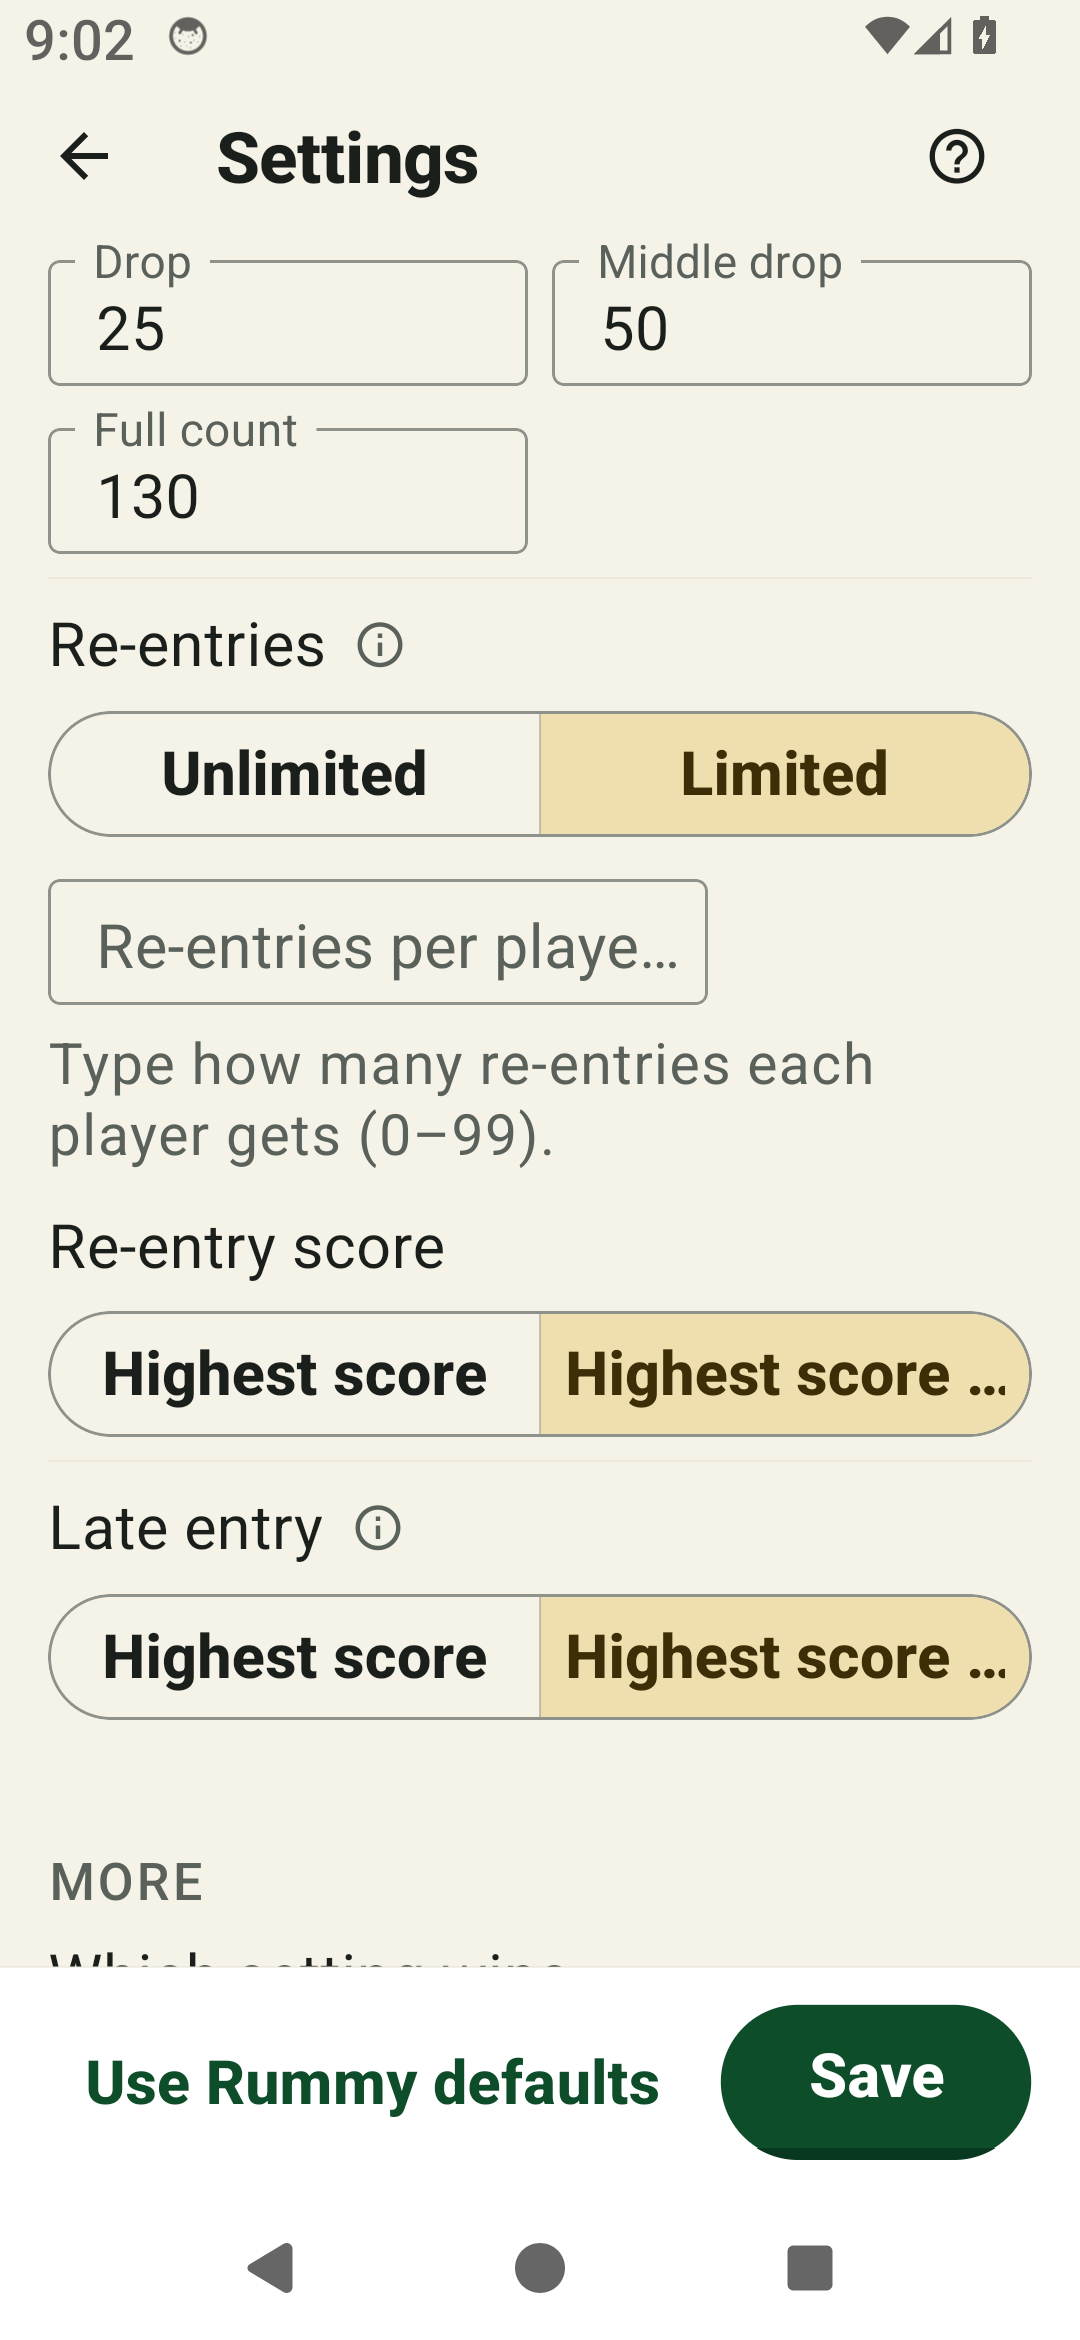 9:02
Settings
Drop
25
Middle drop
50
Full count
130
Re-entries
Unlimited
Limited
Re-entries per playe...
Type how many re-entries each
player gets (0–99).
Re-entry score
Highest score
Highest score ...
Late entry
Highest score
Highest score ...
MORE
Use Rummy defaults
Save